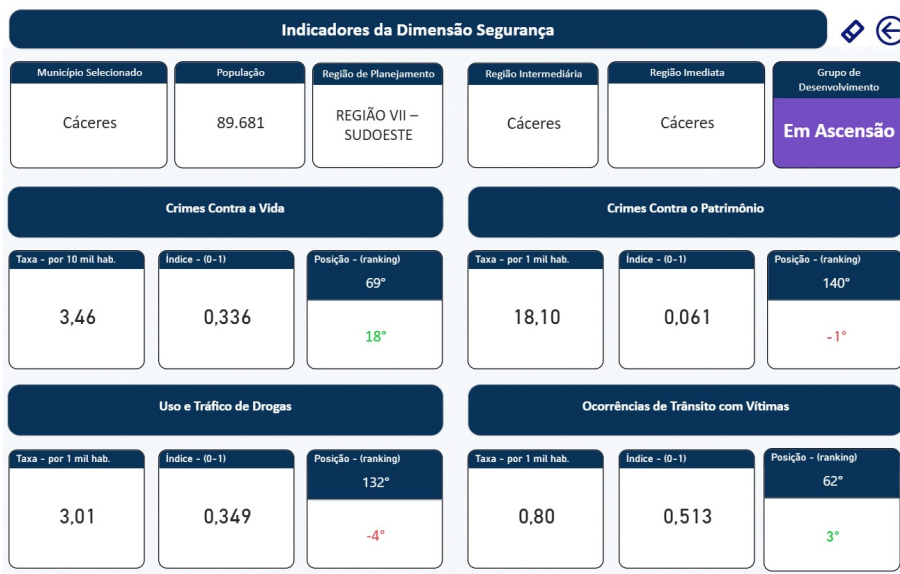 Indicadores da Dimensão Segurança
Município Selecionado
Cáceres
População
89.681
Região de Planejamento
REGIÃO VII –
SUDOESTE
Região Intermediária
Cáceres
Região Imediata
Cáceres
Grupo de
Desenvolvimento
Em Ascensão
Crimes Contra a Vida
Taxa - por 10 mil hab.
3,46
Índice - (0-1)
0,336
Posição - (ranking)
69°
18°
Crimes Contra o Patrimônio
Taxa - por 1 mil hab.
18,10
Índice - (0-1)
0,061
Posição - (ranking)
140°
-1°
Uso e Tráfico de Drogas
Taxa - por 1 mil hab.
3,01
Índice - (0-1)
0,349
Posição - (ranking)
132°
-4°
Ocorrências de Trânsito com Vítimas
Taxa - por 1 mil hab.
0,80
Índice - (0-1)
0,513
Posição - (ranking)
62°
3°